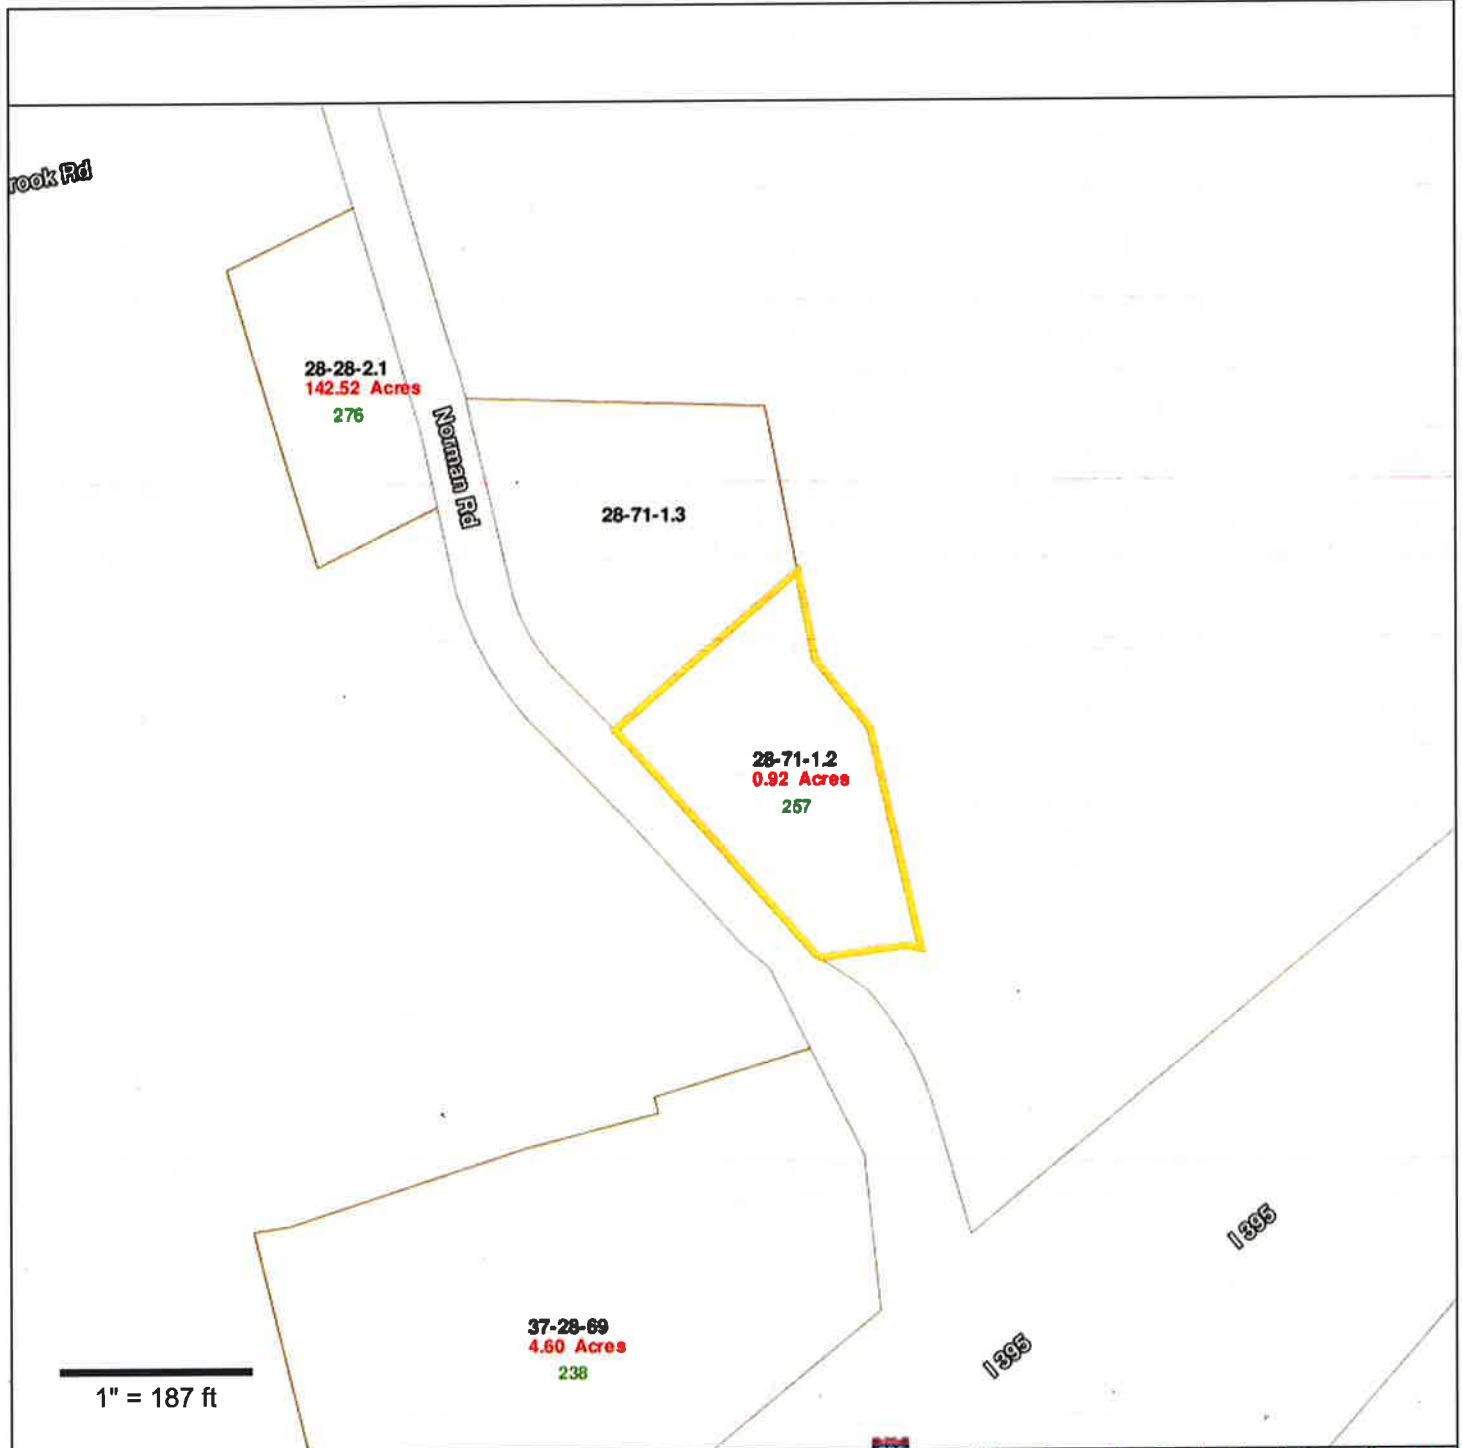 rook Rd
28-28-2.1
142.52 Acres
276
Norman Rd
28-71-1.3
28-71-1.2
0.92 Acres
257
I 395
I 395
37-28-69
4.60 Acres
238
1" = 187 ft